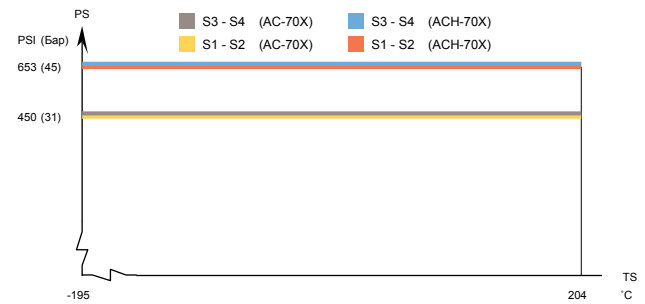 PS
PSI (Бар)
S3 - S4 (AC-70X)
S3 - S4 (ACH-70X)
S1 - S2 (AC-70X)
S1 - S2 (ACH-70X)
653 (45)
450 (31)
TS
-195
204
°C